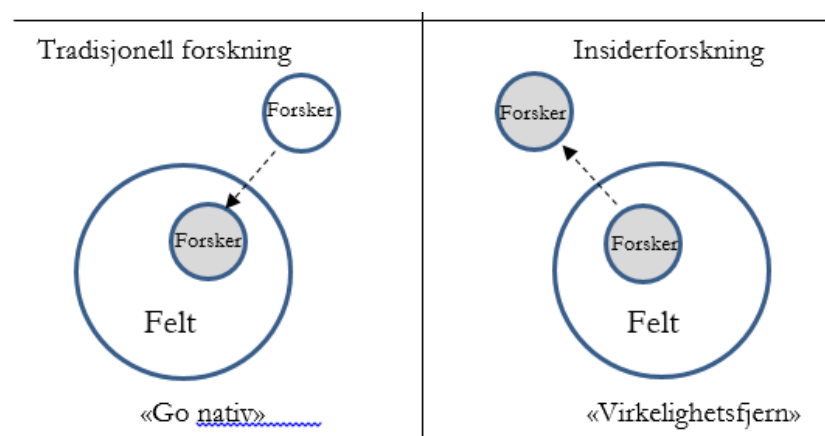 Tradisjonell forskning
Forsker
Forsker
Felt
«Go nativ»
Insiderforskning
Forsker
Forsker
Felt
«Virkelighetsfjern»